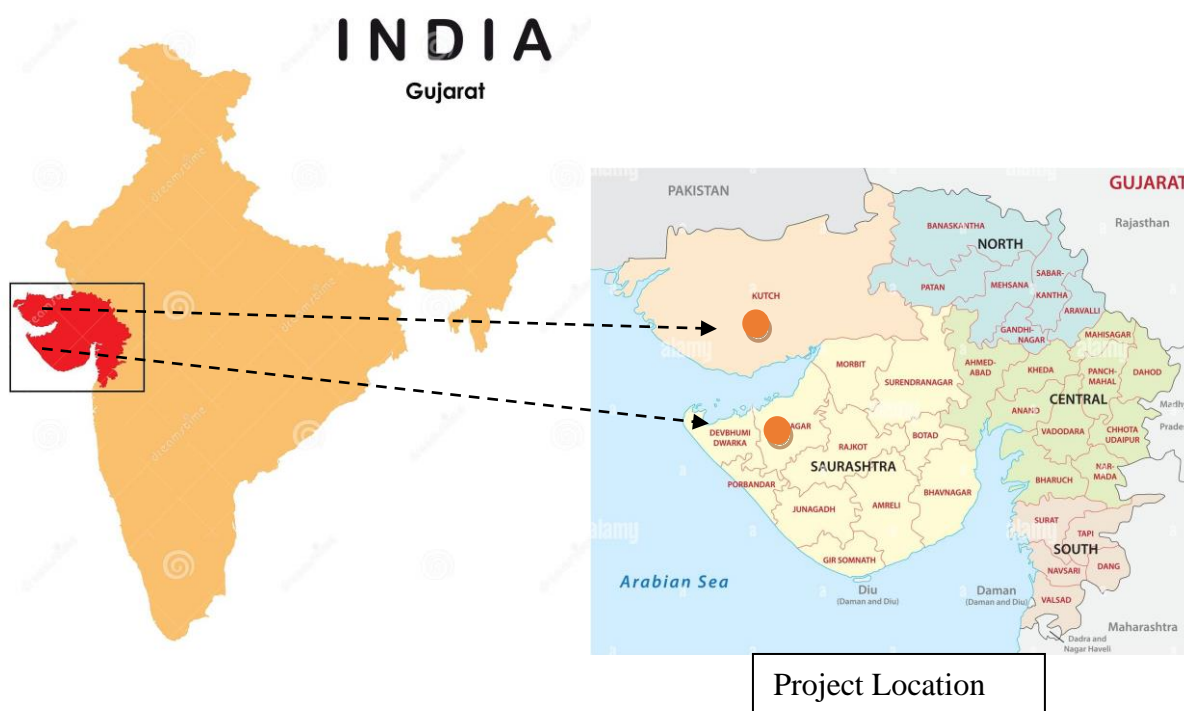 INDIA
Gujarat
dreamstime
GUJARAT
PAKISTAN
Rajasthan
BANASKANTHA
NORTH
PATAN
MEHSANA
SABAR-
KANTHA
ARAVALLI
GANDHI-
NAGAR
KUTCH
alamy
MAHISAGAR
MORBIT
AHMED-
ABAD
KHEDA
PANCH-
MAHAL
DAHOD
SURENDRANAGAR
CENTRAL
ANAND
VADODARA
CHHOTA
UDAIPUR
DEVBHUMI
DWARKA
AGAR
RAJKOT
BOTAD
SAURASHTRA
PORBANDAR
BHARUCH
NAR-
MADA
JUNAGADH
AMRELI
BHAVNAGAR
SURAT
TAPI
SOUTH
GIR SOMNATH
NAVSARI
DANG
VALSAD
Arabian Sea
Diu
(Daman and Diu)
Daman
(Daman and Diu)
Maharashtra
Dadra and
Nagar Haveli
Project Location